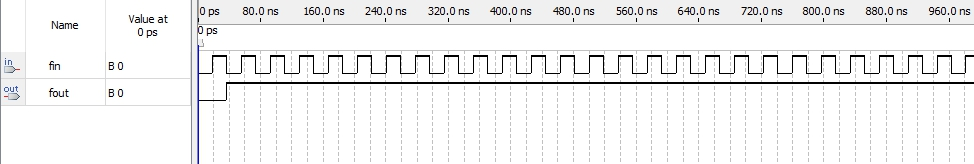 Name Value at 0 ps 0 ps 80.0 ns 160.0 ns 240.0 ns 320.0 ns 400.0 ns 480.0 ns 560.0 ns 640.0 ns 720.0 ns 800.0 ns 880.0 ns 960.0 ns
0 ps
in fin B 0
out fout B 0